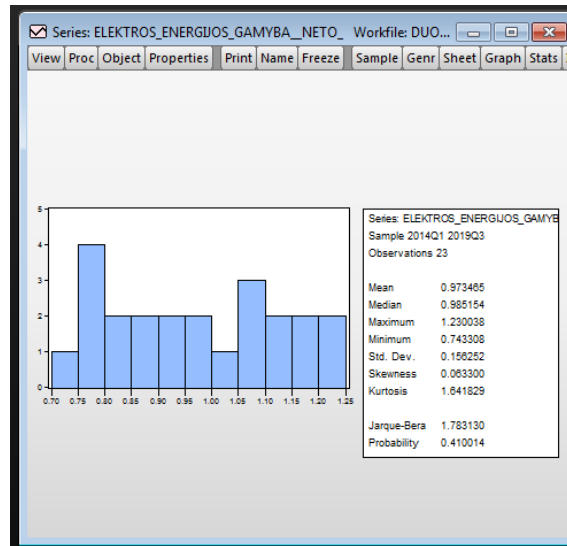 Series: ELEKTROS_ENERGIJOS_GAMYBA__NETO_ Workfile: DUO...
View Proc Object Properties Print Name Freeze Sample Genr Sheet Graph Stats
5
4
3
2
1
0
0.70 0.75 0.80 0.85 0.90 0.95 1.00 1.05 1.10 1.15 1.20 1.25
Series: ELEKTROS_ENERGIJOS_GAMYB
Sample 2014Q1 2019Q3
Observations 23
Mean 0.973465
Median 0.985154
Maximum 1.230038
Minimum 0.743308
Std. Dev. 0.156252
Skewness 0.063300
Kurtosis 1.641829
Jarque-Bera 1.783130
Probability 0.410014